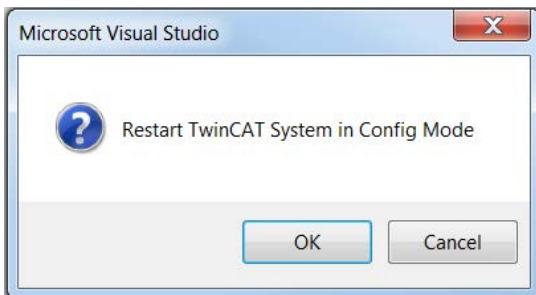 Microsoft Visual Studio
Restart TwinCAT System in Config Mode
OK
Cancel